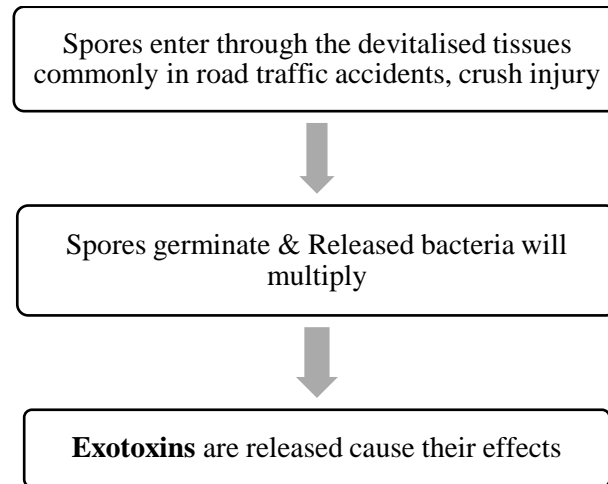 Spores enter through the devitalised tissues
commonly in road traffic accidents, crush injury
Spores germinate & Released bacteria will
multiply
Exotoxins are released cause their effects